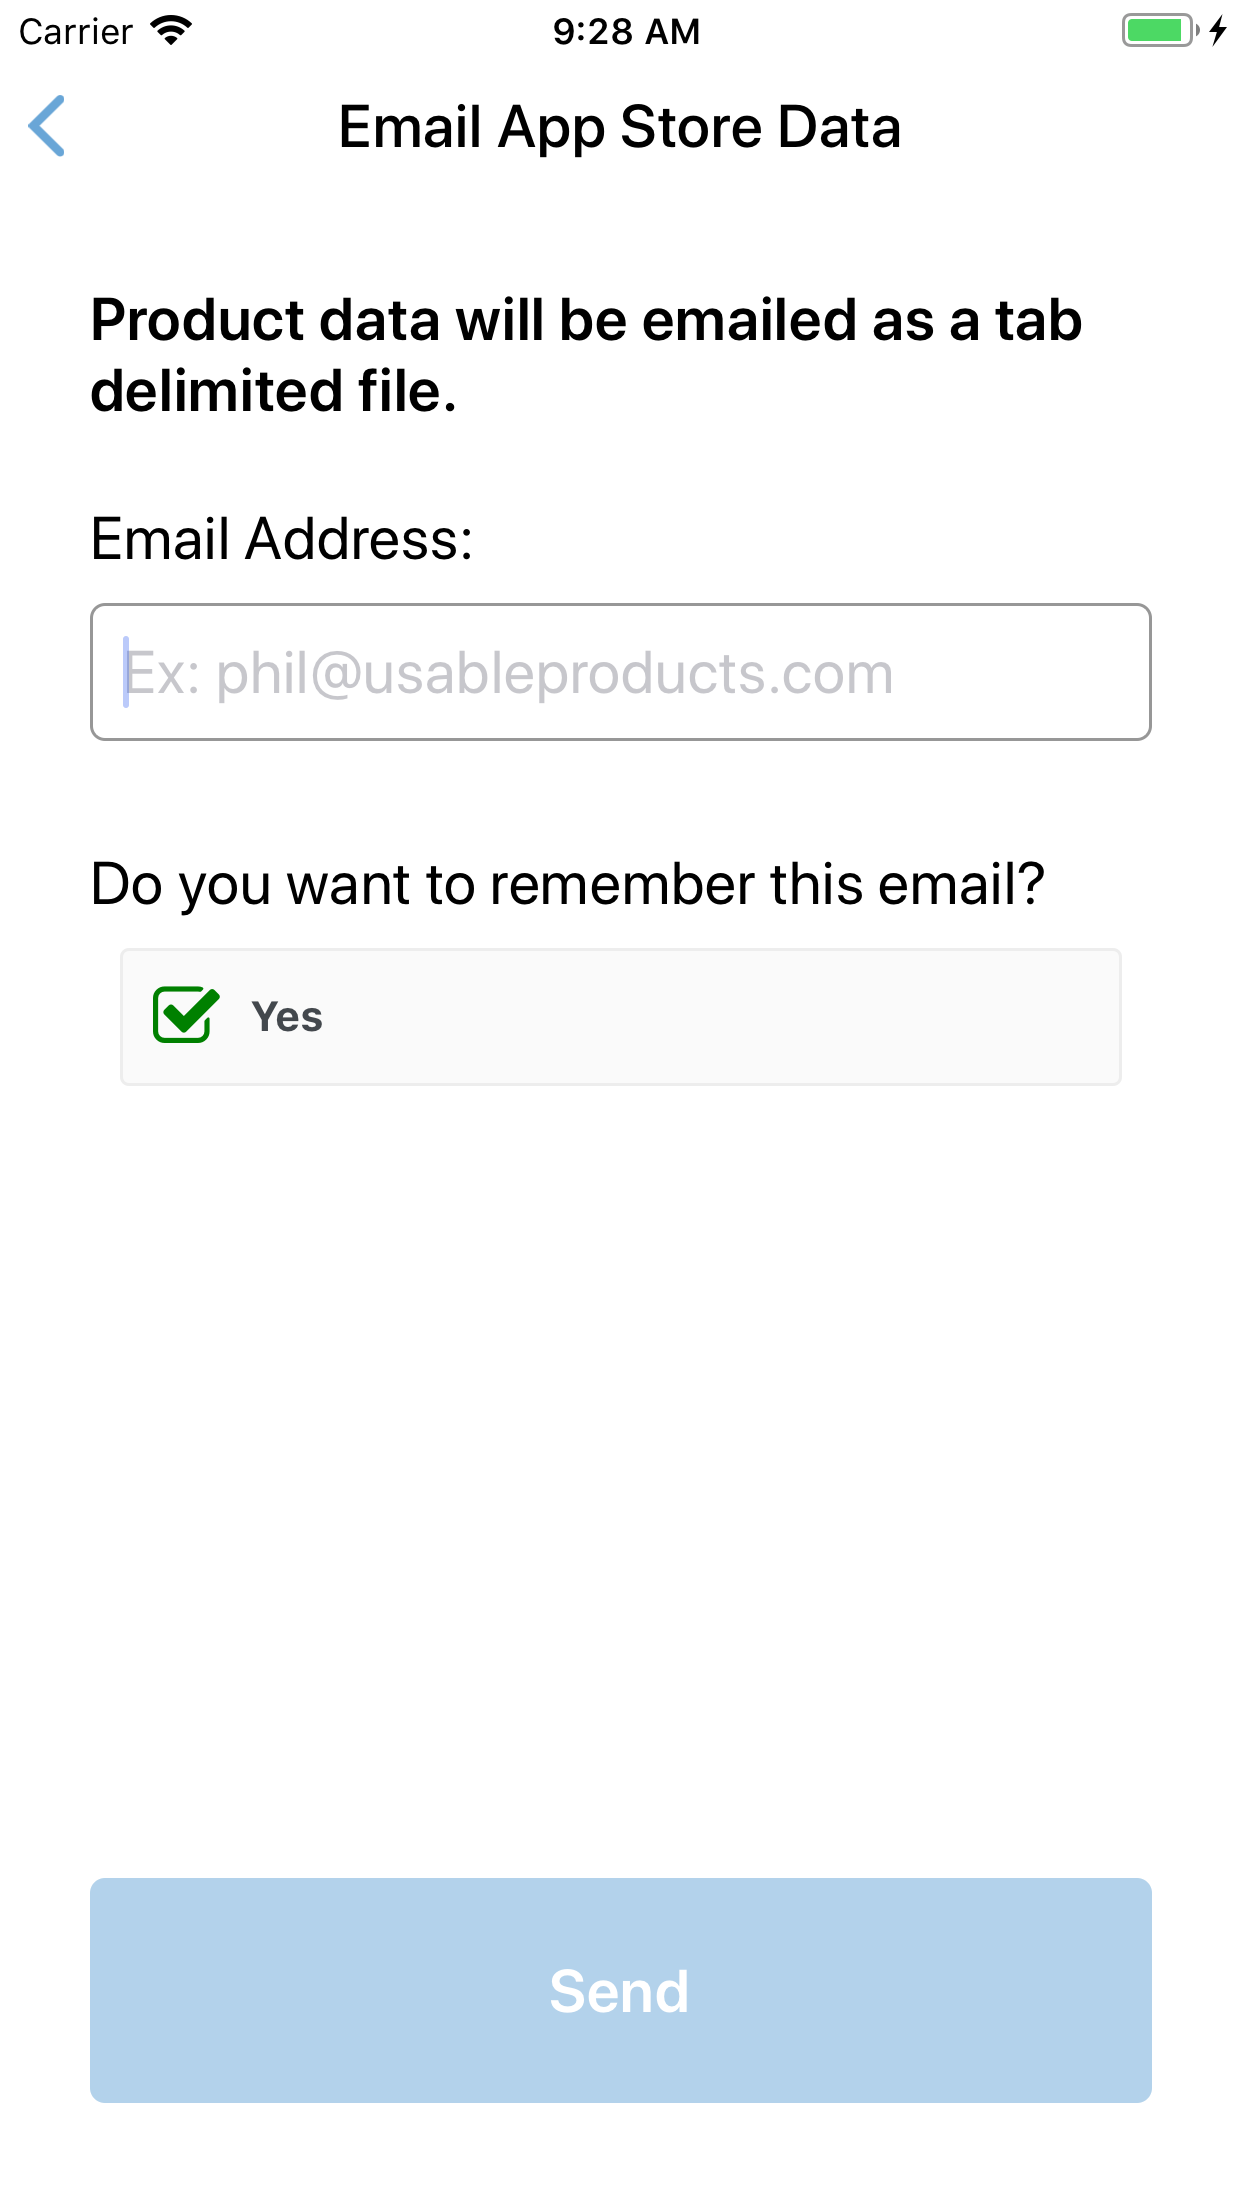 Carrier 9:28 AM
Email App Store Data
Product data will be emailed as a tab
delimited file.
Email Address:
Ex: phil@usableproducts.com
Do you want to remember this email?
Yes
Send